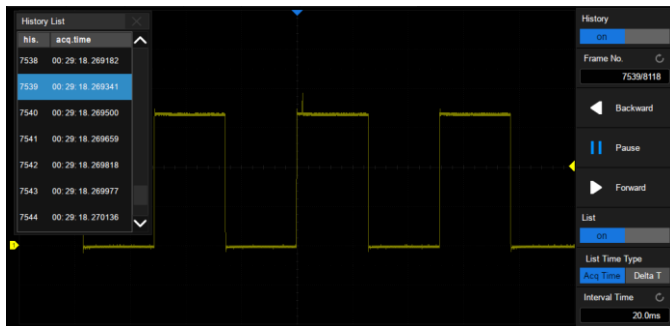 History List
his. acq.time
7538 00: 29: 18. 269182
7539 00: 29: 18. 269341
7540 00: 29: 18. 269500
7541 00: 29: 18. 269659
7542 00: 29: 18. 269818
7543 00: 29: 18. 269977
7544 00: 29: 18. 270136
1
History
on
Frame No.
7539/8118
Backward
Pause
Forward
List
on
List Time Type
Acq Time Delta T
Interval Time
20.0ms